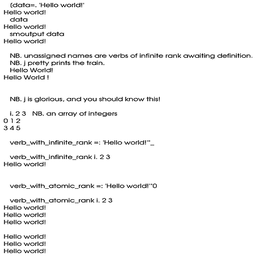 (data=. 'Hello world!'
Hello world!
data
Hello world!
smoutput data
Hello world!
NB. unassigned names are verbs of infinite rank awaiting definition.
NB. j pretty prints the train.
Hello World!
Hello World !
NB. j is glorious, and you should know this!
i. 2 3 NB. an array of integers
0 1 2
3 4 5
verb_with_infinite_rank =: 'Hello world!'"_
verb_with_infinite_rank i. 2 3
Hello world!
verb_with_atomic_rank =: 'Hello world!'"0
verb_with_atomic_rank i. 2 3
Hello world!
Hello world!
Hello world!
Hello world!
Hello world!
Hello world!